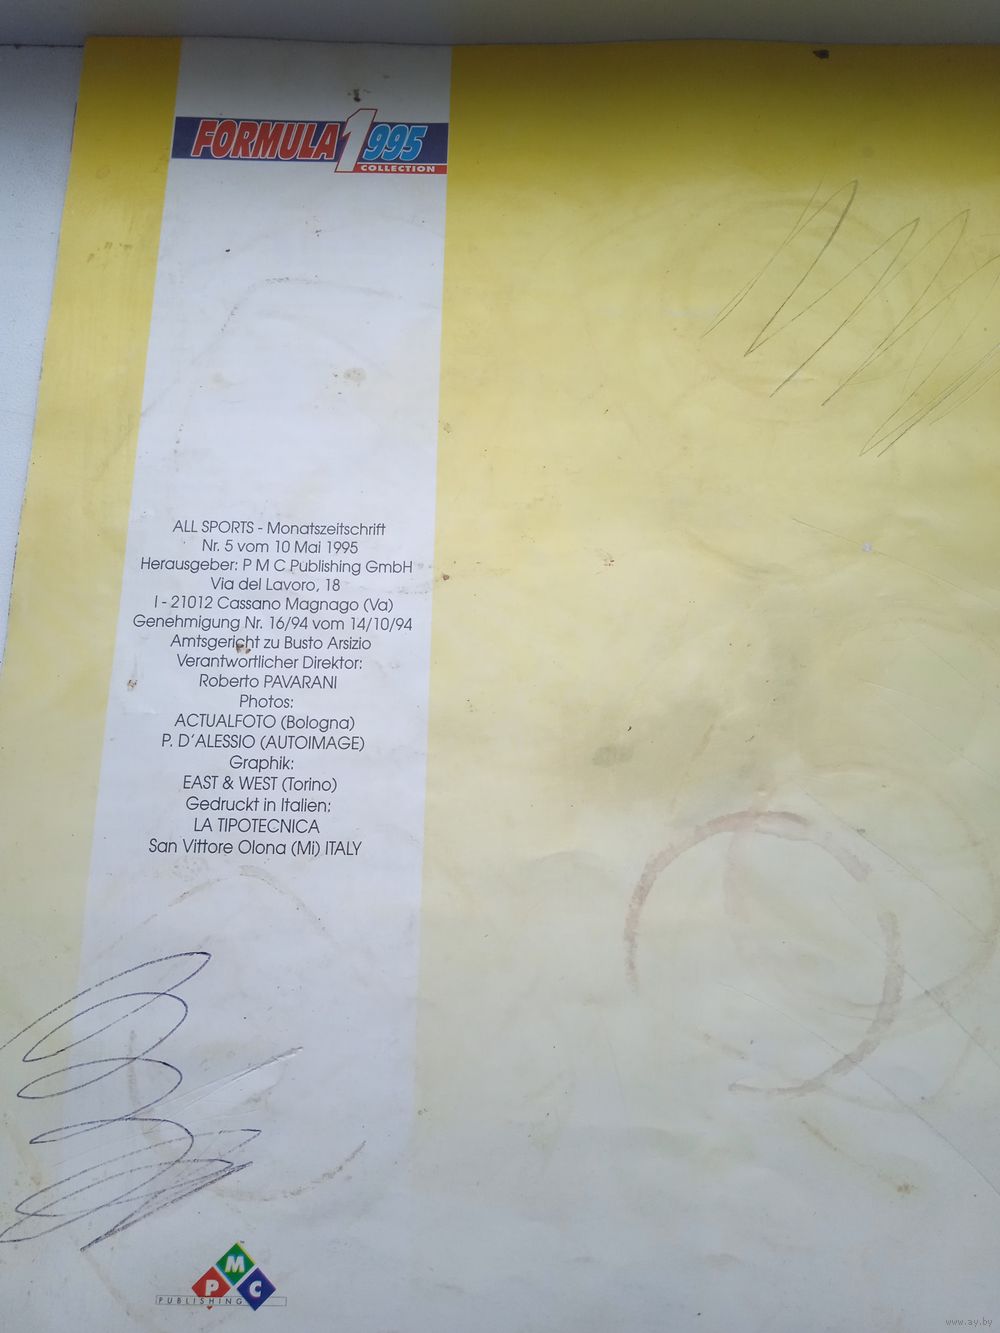 FORMULA 1995
COLLECTION
ALL SPORTS - Monatszeitschrift
Nr. 5 vom 10 Mai 1995
Herausgeber: P M C Publishing GmbH
Via del Lavoro, 18
I - 21012 Cassano Magnago (Va)
Genehmigung Nr. 16/94 vom 14/10/94
Amtsgericht zu Busto Arsizio
Verantwortlicher Direktor:
Roberto PAVARANI
Photos:
ACTUALFOTO (Bologna)
P. D'ALESSIO (AUTOIMAGE)
Graphik:
EAST & WEST (Torino)
Gedruckt in Italien:
LA TIPOTECNICA
San Vittore Olona (Mi) ITALY
P M C
PUBLISHING
www.ay.by